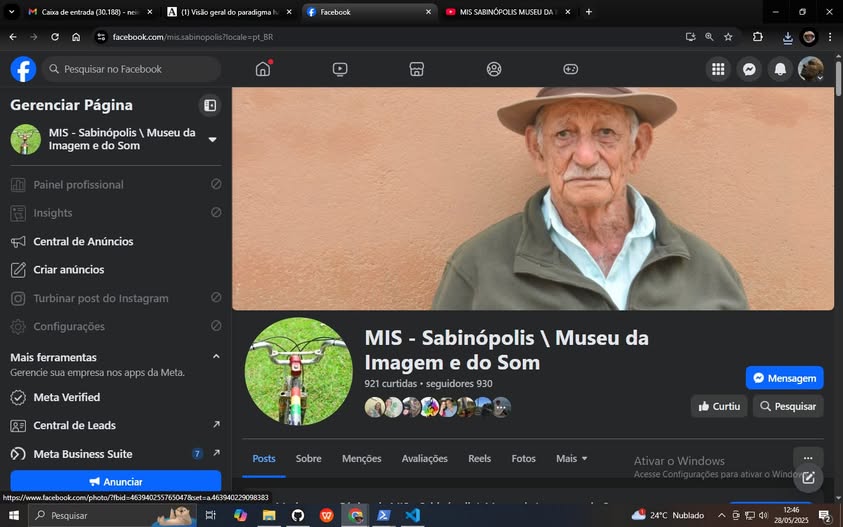 Caixa de entrada (30.188) - nei
(1) Visão geral do paradigma h
Facebook
MIS SABINÓPOLIS MUSEU DA
facebook.com/mis.sabinopolis?locale=pt_BR
Pesquisar no Facebook
Gerenciar Página
MIS - Sabinópolis \ Museu da
Imagem e do Som
Painel profissional
Insights
Central de Anúncios
Criar anúncios
Turbinar post do Instagram
Configurações
Mais ferramentas
Gerencie sua empresa nos apps da Meta.
Meta Verified
Central de Leads
Meta Business Suite
7
Anunciar
MIS - Sabinópolis \ Museu da
Imagem e do Som
921 curtidas • seguidores 930
Mensagem
Curtiu
Pesquisar
Posts
Sobre
Menções
Avaliações
Reels
Fotos
Mais
Ativar o Windows
Acesse Configurações para ativar o Windows
https://www.facebook.com/photo/?fbid=463940255765047&set=a.463940229098383
Pesquisar
24°C Nublado
12:46
28/05/2025
2